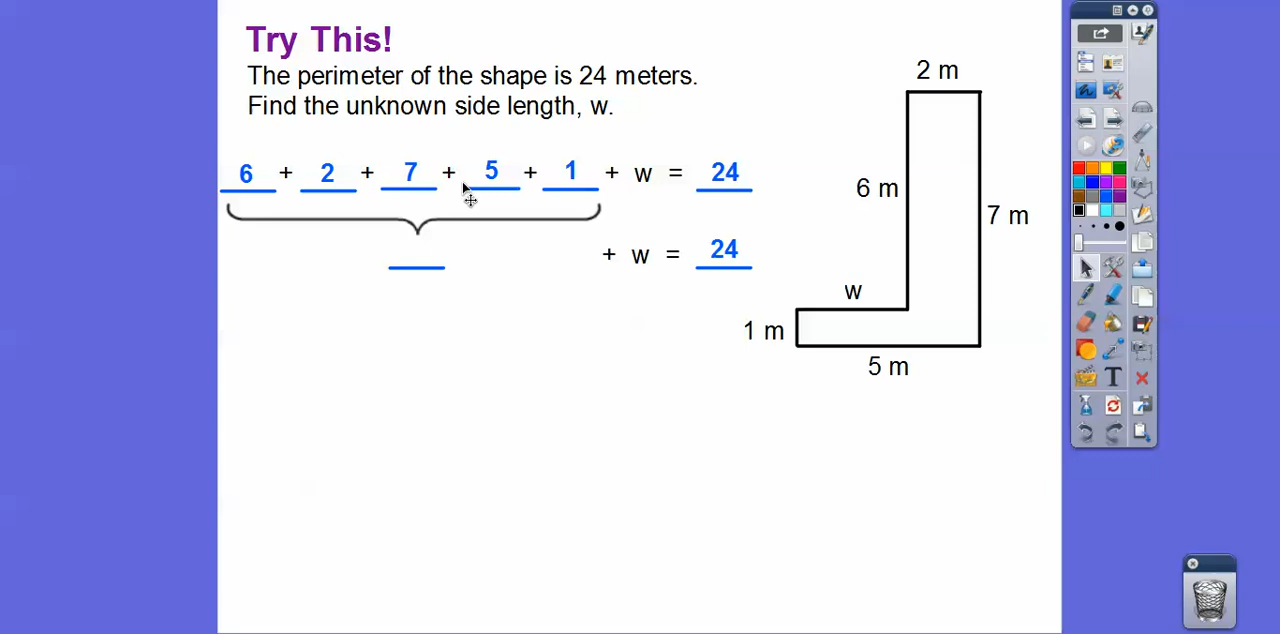 Try This!
The perimeter of the shape is 24 meters.
Find the unknown side length, w.
6 + 2 + 7 + 5 + 1 + w = 24
+ w = 24
2 m
6 m
7 m
w
1 m
5 m
T